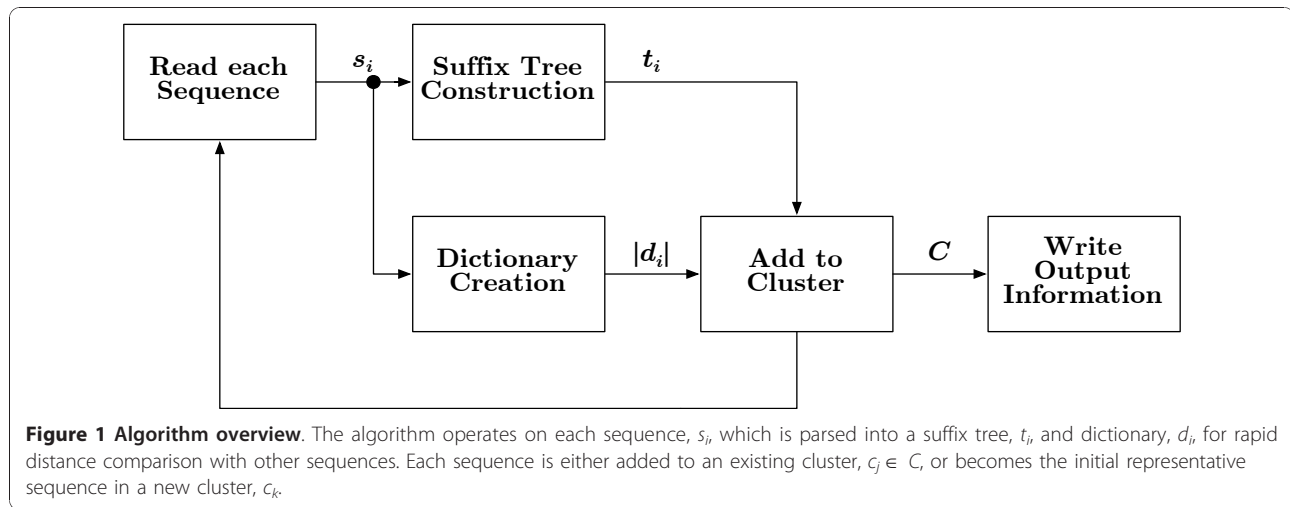 Read each
Sequence
s_i
Suffix Tree
Construction
t_i
Dictionary
Creation
|d_i|
Add to
Cluster
C
Write
Output
Information
Figure 1 Algorithm overview. The algorithm operates on each sequence, s_i, which is parsed into a suffix tree, t_i, and dictionary, d_i, for rapid
distance comparison with other sequences. Each sequence is either added to an existing cluster, c_j ∈ C, or becomes the initial representative
sequence in a new cluster, c_k.